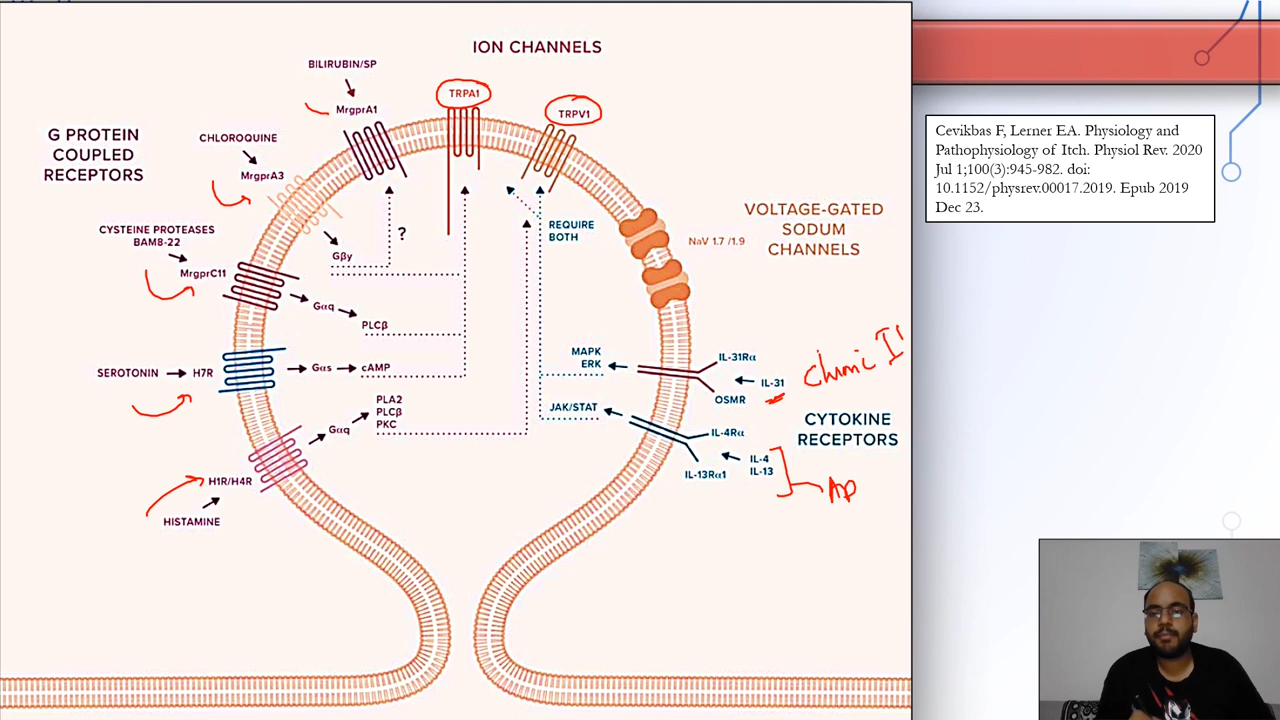 ION CHANNELS
BILIRUBIN/SP
MrgprA1
TRPA1
TRPV1
G PROTEIN
COUPLED
RECEPTORS
CHLOROQUINE
MrgprA3
CYSTEINE PROTEASES
BAM8-22
MrgprC11
?
Gβγ
REQUIRE
BOTH
VOLTAGE-GATED
SODUM
CHANNELS
NaV 1.7 /1.9
Gαq
PLCβ
SEROTONIN
H7R
Gαs
cAMP
PLA2
PLCβ
PKC
Gαq
H1R/H4R
HISTAMINE
MAPK
ERK
IL-31Rα
IL-31
OSMR
JAK/STAT
CYTOKINE
RECEPTORS
IL-4Rα
IL-4
IL-13
IL-13Rα1
AD
Cevikbas F, Lerner EA. Physiology and
Pathophysiology of Itch. Physiol Rev. 2020
Jul 1;100(3):945-982. doi:
10.1152/physrev.00017.2019. Epub 2019
Dec 23.